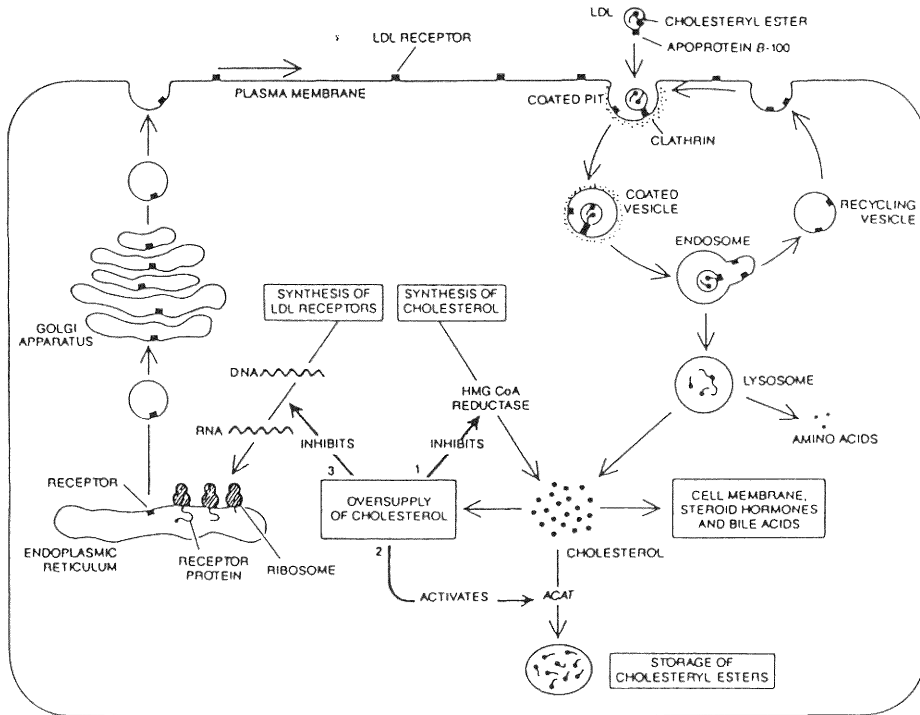 LDL
CHOLESTERYL ESTER
APOPROTEIN B-100
LDL RECEPTOR
PLASMA MEMBRANE
COATED PIT
CLATHRIN
COATED
VESICLE
RECYCLING
VESICLE
ENDOSOME
SYNTHESIS OF
LDL RECEPTORS
SYNTHESIS OF
CHOLESTEROL
GOLGI
APPARATUS
DNA
HMG CoA
REDUCTASE
LYSOSOME
RNA
INHIBITS
INHIBITS
AMINO ACIDS
3
1
RECEPTOR
OVERSUPPLY
OF CHOLESTEROL
CELL MEMBRANE,
STEROID HORMONES
AND BILE ACIDS
ENDOPLASMIC
RETICULUM
RECEPTOR
PROTEIN
RIBOSOME
2
CHOLESTEROL
ACTIVATES
ACAT
STORAGE OF
CHOLESTERYL ESTERS